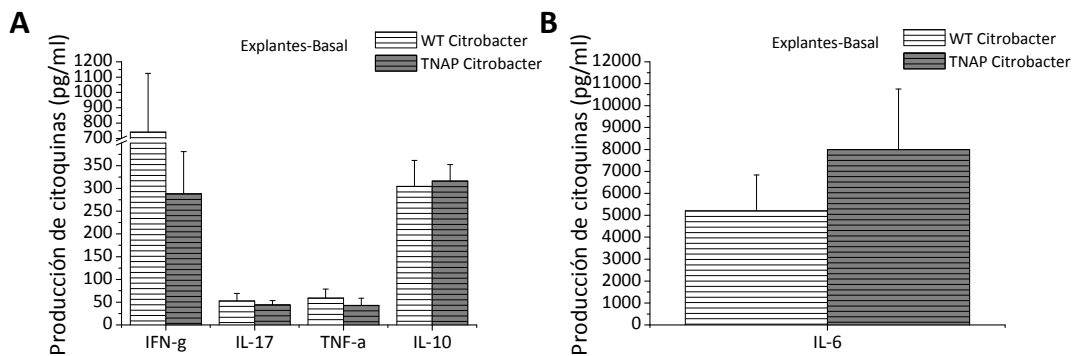 A
Explantes-Basal
WT Citrobacter
TNAP Citrobacter
Producción de citoquinas (pg/ml)
1200
1100
1000
900
800
700
350
300
250
200
150
100
50
0
IFN-g IL-17 TNF-a IL-10
B
Explantes-Basal
WT Citrobacter
TNAP Citrobacter
Producción de citoquinas (pg/ml)
12000
11000
10000
9000
8000
7000
6000
5000
4000
3000
2000
1000
0
IL-6